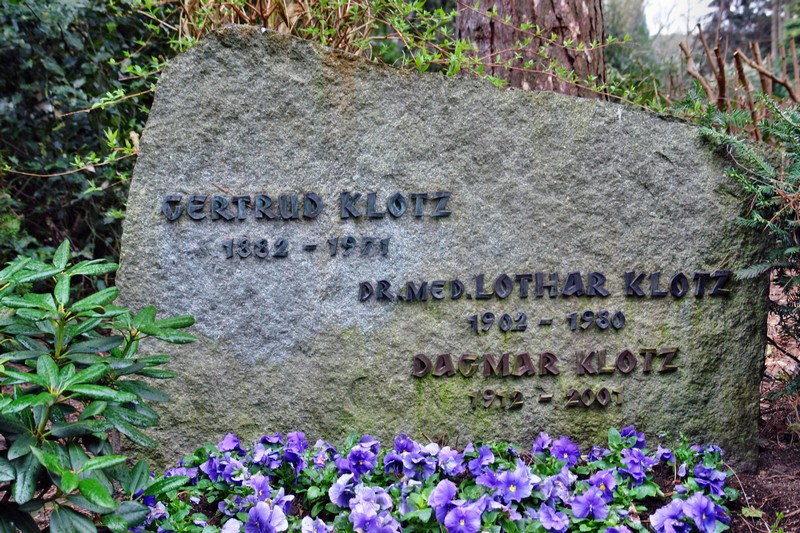 GERTRUD KLOTZ
1882 - 1971
DR. MED. LOTHAR KLOTZ
1902 - 1980
DAGMAR KLOTZ
1912 - 2001